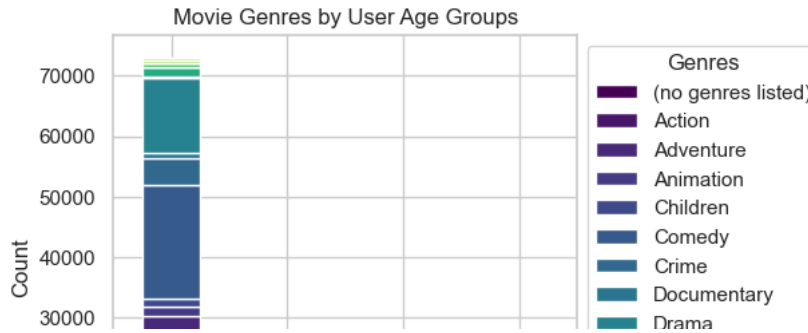 Movie Genres by User Age Groups
70000
60000
50000
40000
30000
Count
Genres
(no genres listed)
Action
Adventure
Animation
Children
Comedy
Crime
Documentary
Drama